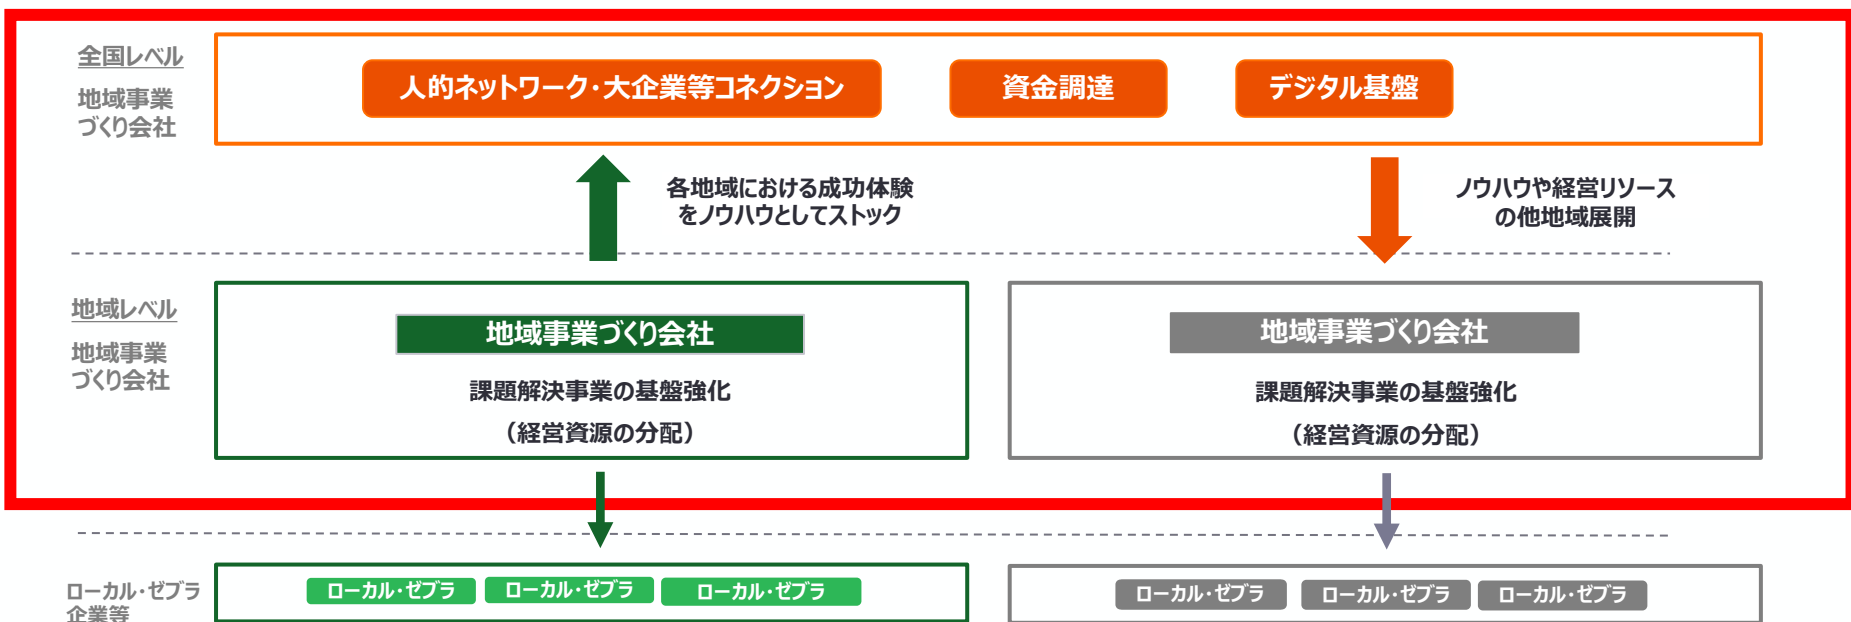 全国レベル
地域事業
づくり会社
人的ネットワーク・大企業等コネクション
資金調達
デジタル基盤
各地域における成功体験
をノウハウとしてストック
ノウハウや経営リソース
の他地域展開
地域レベル
地域事業
づくり会社
地域事業づくり会社
課題解決事業の基盤強化
（経営資源の分配）
地域事業づくり会社
課題解決事業の基盤強化
（経営資源の分配）
ローカル・ゼブラ
企業等
ローカル・ゼブラ
ローカル・ゼブラ
ローカル・ゼブラ
ローカル・ゼブラ
ローカル・ゼブラ
ローカル・ゼブラ